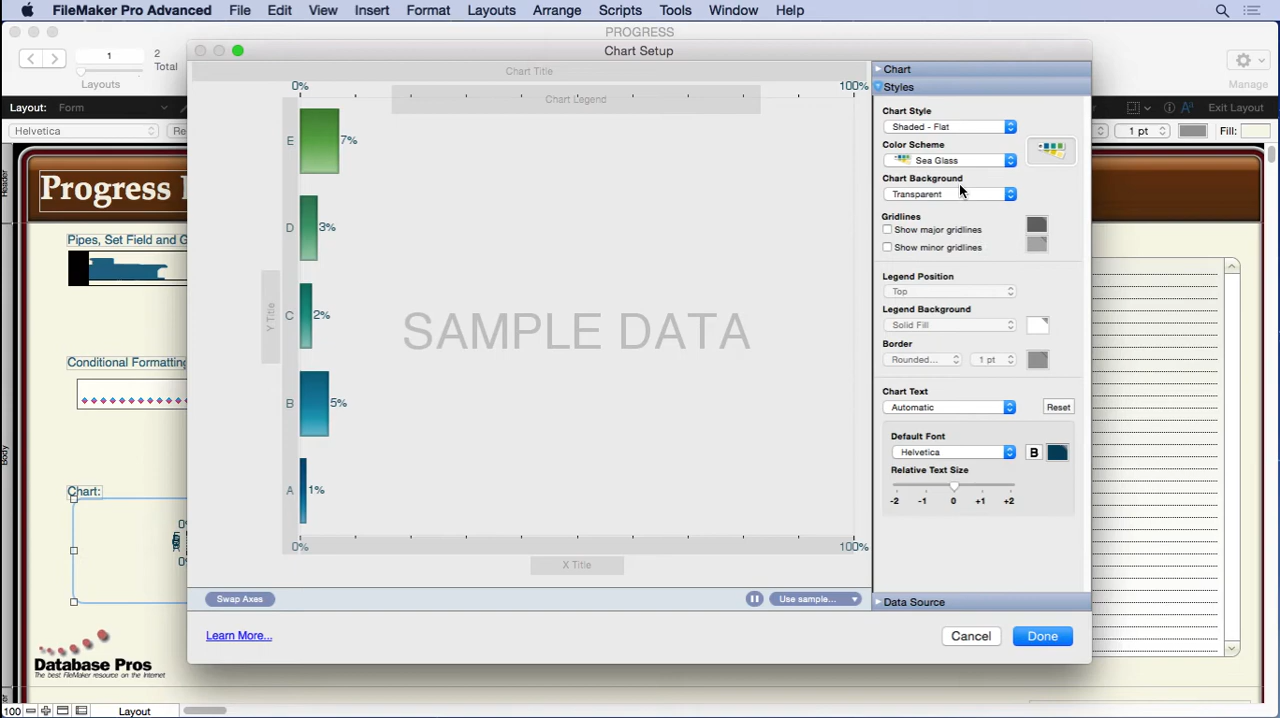 FileMaker Pro Advanced File Edit View Insert Format Layouts Arrange Scripts Tools Window Help
PROGRESS
1
2
Total
Layouts
Manage
Layout: Form
Exit Layout
Helvetica
1 pt
Fill:
Header
Body
Progress
Pipes, Set Field and G
Conditional Formatting
Chart:
0%
0%
Database Pros
The best FileMaker resource on the Internet
100
Layout
Chart Setup
Chart Title
0%
100%
Chart Legend
E
7%
D
3%
C
2%
B
5%
A
1%
Y Title
SAMPLE DATA
0%
100%
X Title
Swap Axes
Use sample...
Learn More...
Chart
Styles
Chart Style
Shaded - Flat
Color Scheme
Sea Glass
Chart Background
Transparent
Gridlines
Show major gridlines
Show minor gridlines
Legend Position
Top
Legend Background
Solid Fill
Border
Rounded...
1 pt
Chart Text
Automatic
Reset
Default Font
Helvetica
B
Relative Text Size
-2 -1 0 +1 +2
Data Source
Cancel
Done